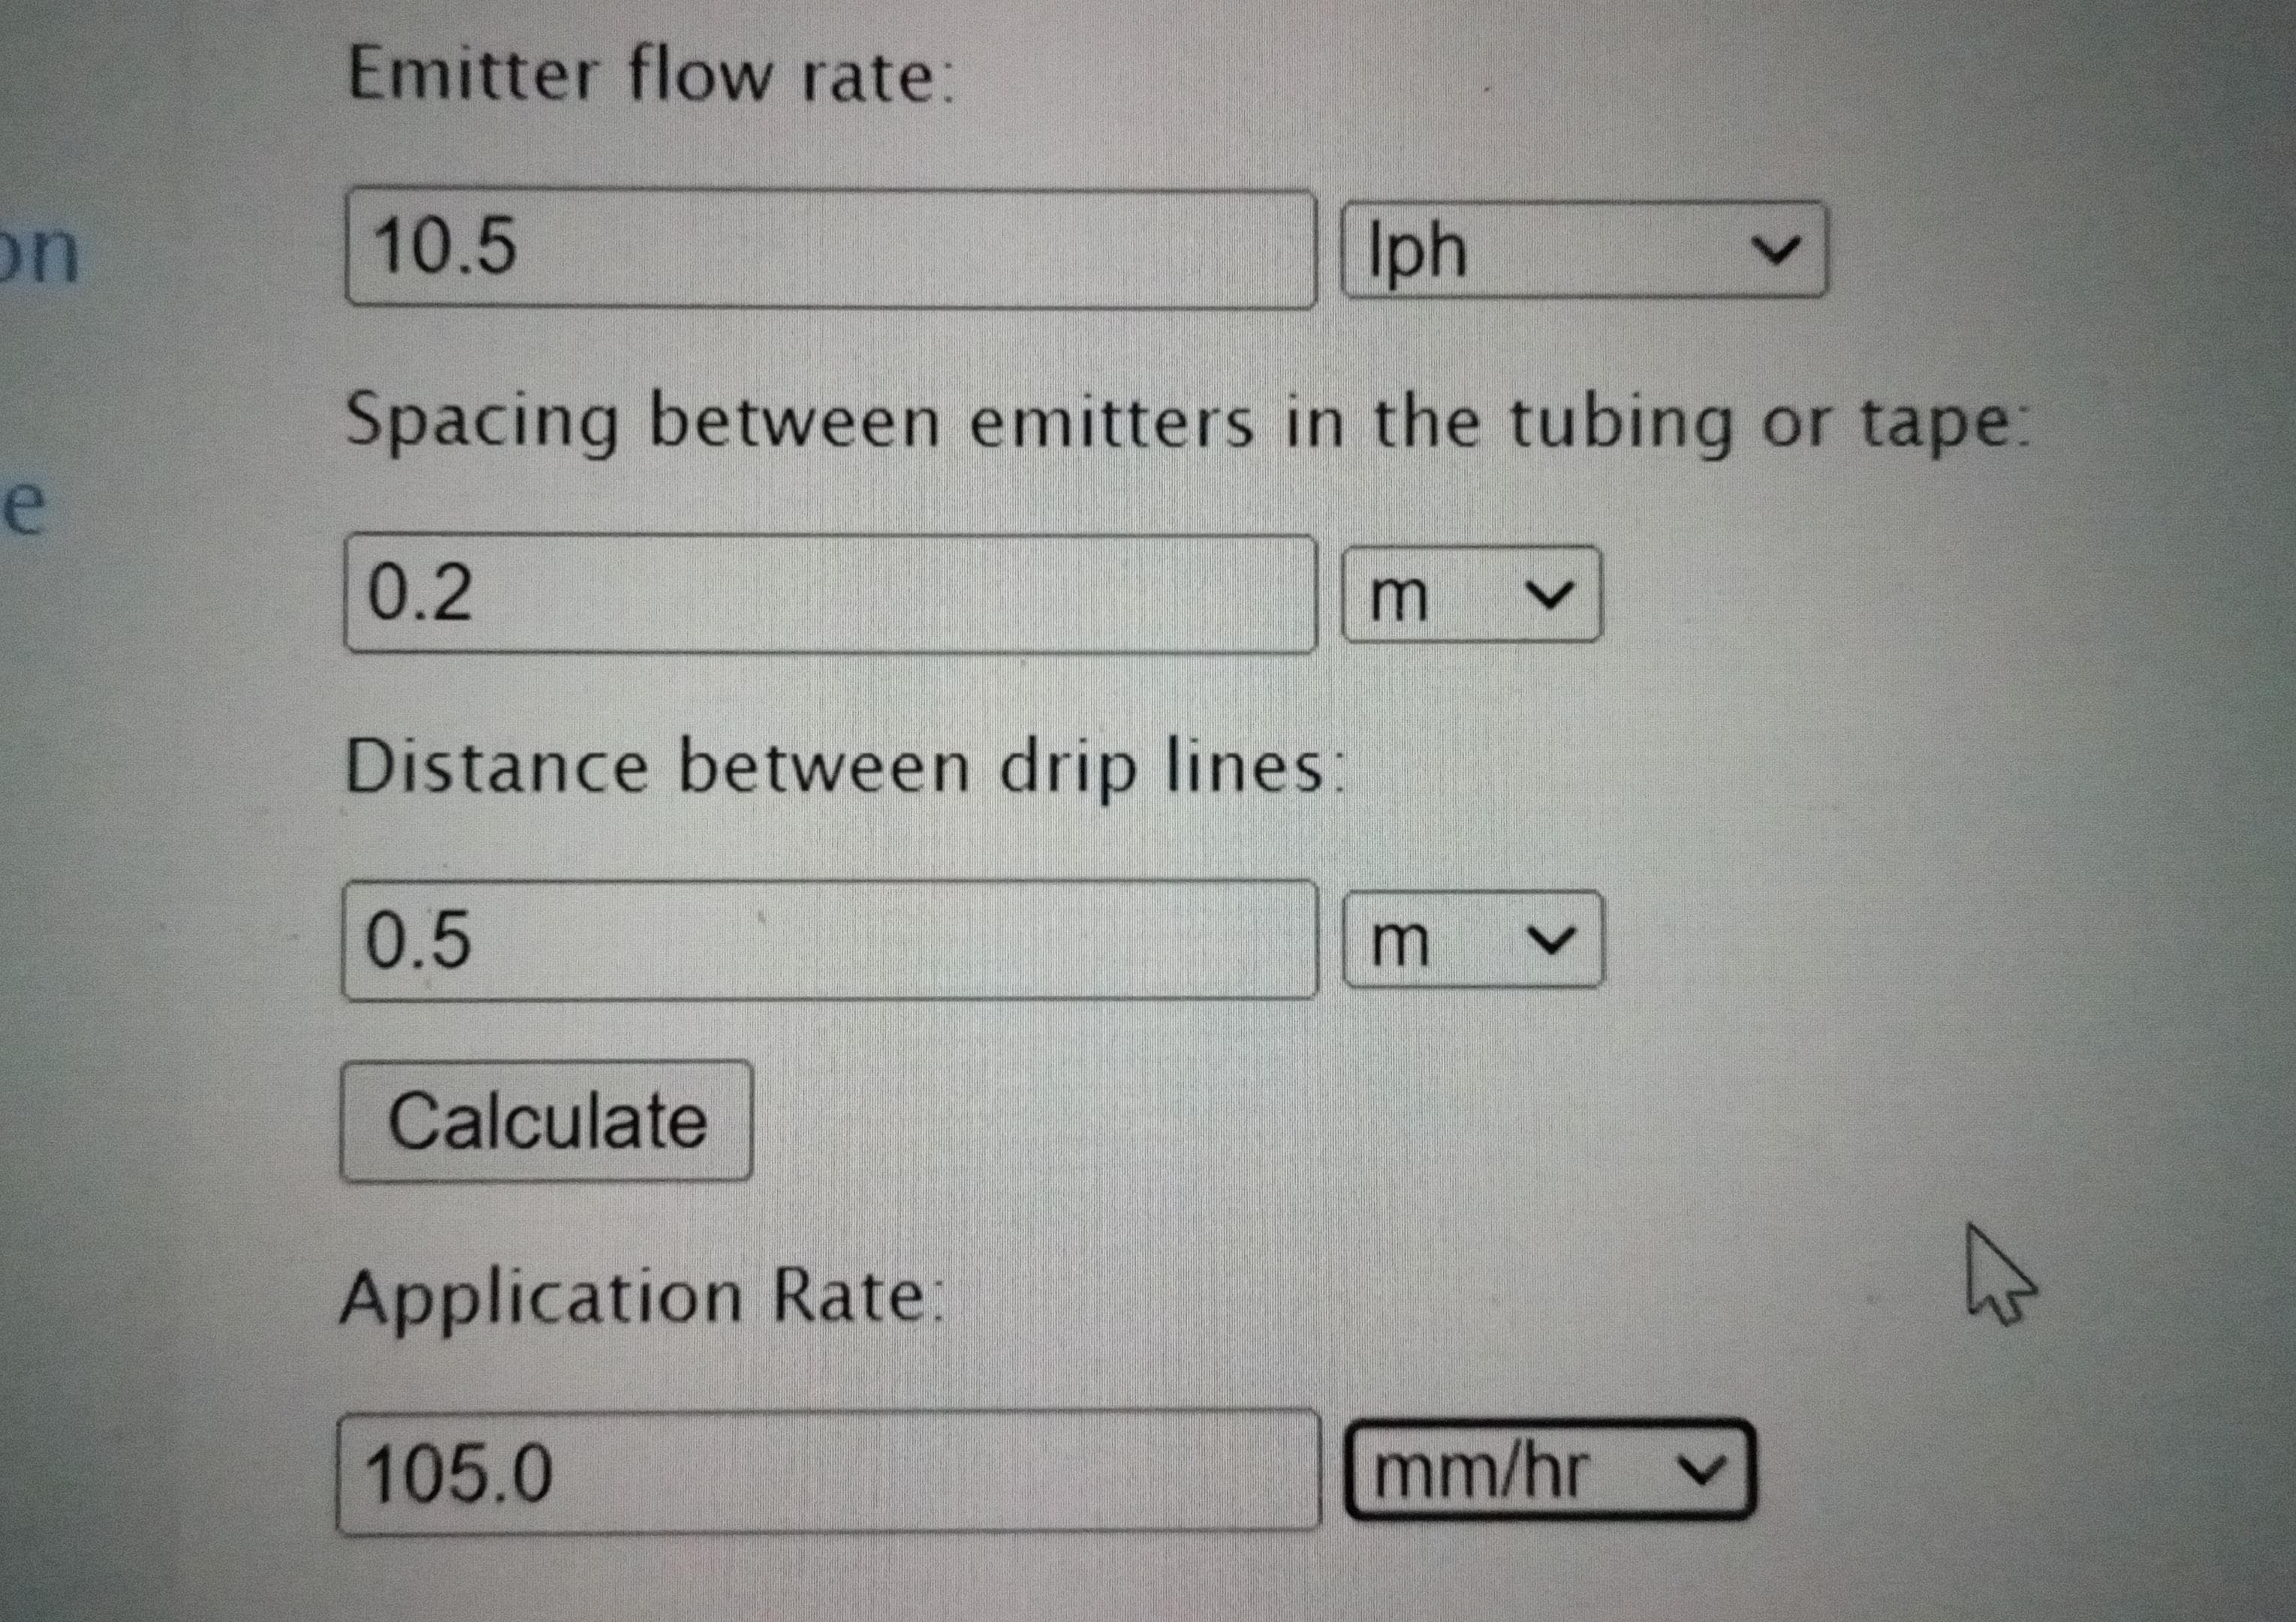 Emitter flow rate:
on
10.5 lph
Spacing between emitters in the tubing or tape:
e
0.2 m
Distance between drip lines:
0.5 m
Calculate
Application Rate:
105.0 mm/hr